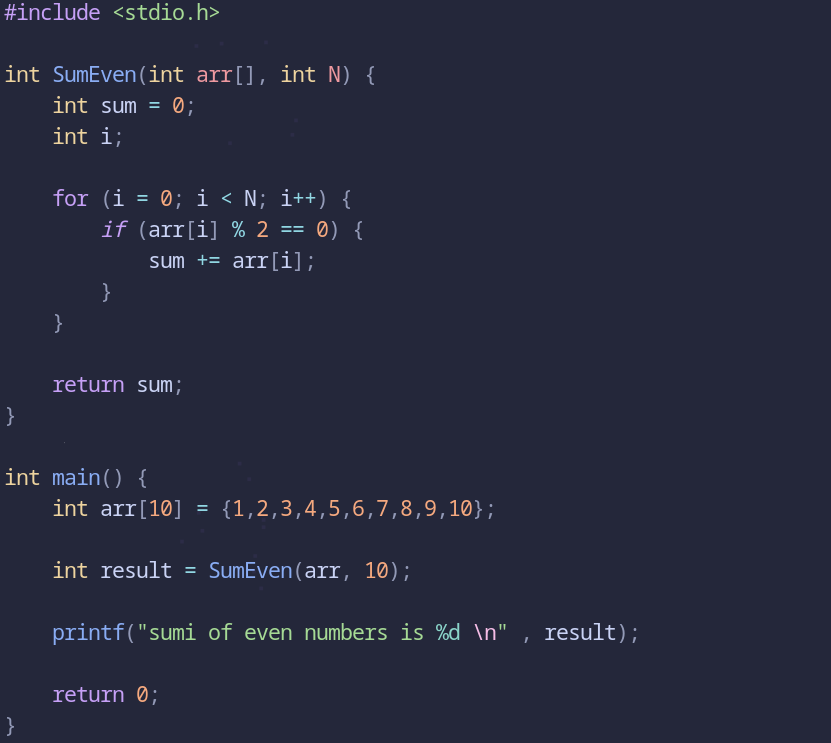 #include <stdio.h>

int SumEven(int arr[], int N) {
    int sum = 0;
    int i;

    for (i = 0; i < N; i++) {
        if (arr[i] % 2 == 0) {
            sum += arr[i];
        }
    }

    return sum;
}

int main() {
    int arr[10] = {1,2,3,4,5,6,7,8,9,10};

    int result = SumEven(arr, 10);

    printf("sumi of even numbers is %d \n" , result);

    return 0;
}